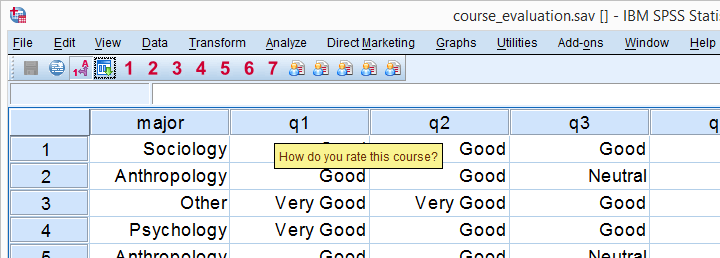 course_evaluation.sav [] - IBM SPSS Stati
File Edit View Data Transform Analyze Direct Marketing Graphs Utilities Add-ons Window Help
1 2 3 4 5 6 7
major q1 q2 q3
1 Sociology Good Good
How do you rate this course?
2 Anthropology Good Good Neutral
3 Other Very Good Very Good Good
4 Psychology Very Good Good Good
5 Anthropology Good Good Neutral